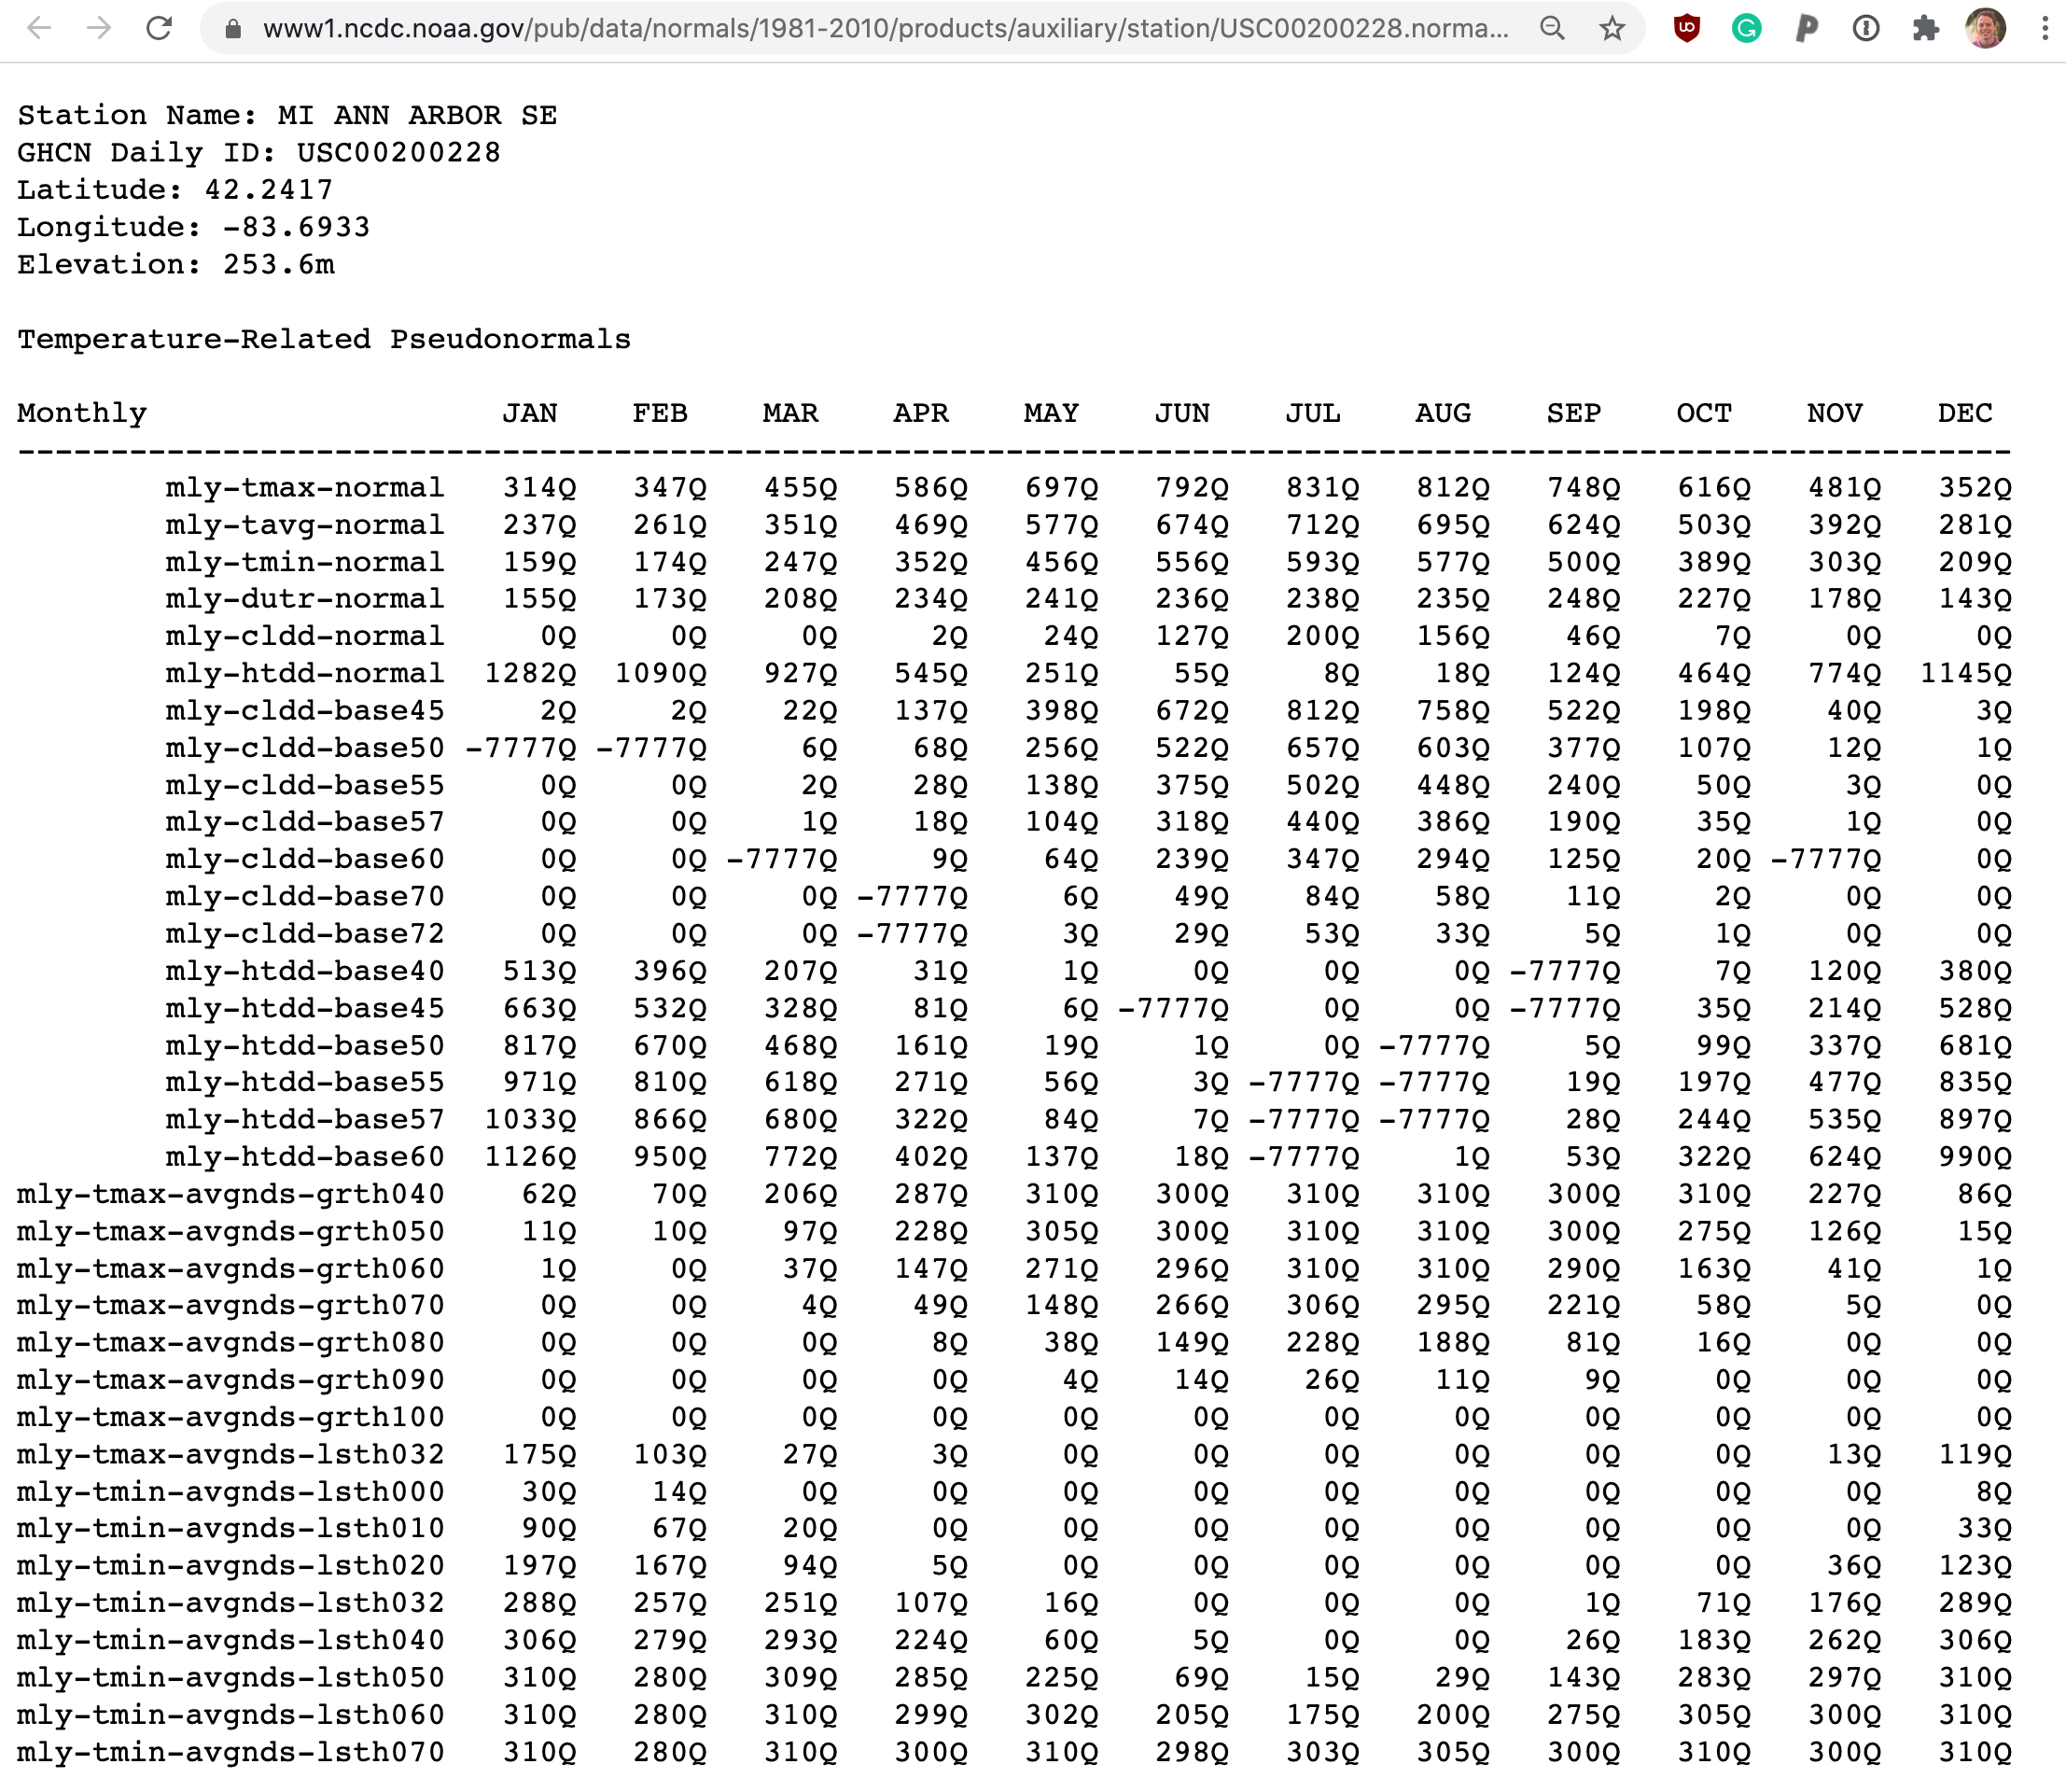 www1.ncdc.noaa.gov/pub/data/normals/1981-2010/products/auxiliary/station/USC00200228.norma...
Station Name: MI ANN ARBOR SE
GHCN Daily ID: USC00200228
Latitude: 42.2417
Longitude: -83.6933
Elevation: 253.6m
Temperature-Related Pseudonormals
Monthly JAN FEB MAR APR MAY JUN JUL AUG SEP OCT NOV DEC
-----------------------------------------------------------------------------------------------------------
mly-tmax-normal 314Q 347Q 455Q 586Q 697Q 792Q 831Q 812Q 748Q 616Q 481Q 352Q
mly-tavg-normal 237Q 261Q 351Q 469Q 577Q 674Q 712Q 695Q 624Q 503Q 392Q 281Q
mly-tmin-normal 159Q 174Q 247Q 352Q 456Q 556Q 593Q 577Q 500Q 389Q 303Q 209Q
mly-dutr-normal 155Q 173Q 208Q 234Q 241Q 236Q 238Q 235Q 248Q 227Q 178Q 143Q
mly-cldd-normal 0Q 0Q 0Q 2Q 24Q 127Q 200Q 156Q 46Q 7Q 0Q 0Q
mly-htdd-normal 1282Q 1090Q 927Q 545Q 251Q 55Q 8Q 18Q 124Q 464Q 774Q 1145Q
mly-cldd-base45 2Q 2Q 22Q 137Q 398Q 672Q 812Q 758Q 522Q 198Q 40Q 3Q
mly-cldd-base50 -7777Q -7777Q 6Q 68Q 256Q 522Q 657Q 603Q 377Q 107Q 12Q 1Q
mly-cldd-base55 0Q 0Q 2Q 28Q 138Q 375Q 502Q 448Q 240Q 50Q 3Q 0Q
mly-cldd-base57 0Q 0Q 1Q 18Q 104Q 318Q 440Q 386Q 190Q 35Q 1Q 0Q
mly-cldd-base60 0Q 0Q -7777Q 9Q 64Q 239Q 347Q 294Q 125Q 20Q -7777Q 0Q
mly-cldd-base70 0Q 0Q 0Q -7777Q 6Q 49Q 84Q 58Q 11Q 2Q 0Q 0Q
mly-cldd-base72 0Q 0Q 0Q -7777Q 3Q 29Q 53Q 33Q 5Q 1Q 0Q 0Q
mly-htdd-base40 513Q 396Q 207Q 31Q 1Q 0Q 0Q 0Q -7777Q 7Q 120Q 380Q
mly-htdd-base45 663Q 532Q 328Q 81Q 6Q -7777Q 0Q 0Q -7777Q 35Q 214Q 528Q
mly-htdd-base50 817Q 670Q 468Q 161Q 19Q 1Q 0Q -7777Q 5Q 99Q 337Q 681Q
mly-htdd-base55 971Q 810Q 618Q 271Q 56Q 3Q -7777Q -7777Q 19Q 197Q 477Q 835Q
mly-htdd-base57 1033Q 866Q 680Q 322Q 84Q 7Q -7777Q -7777Q 28Q 244Q 535Q 897Q
mly-htdd-base60 1126Q 950Q 772Q 402Q 137Q 18Q -7777Q 1Q 53Q 322Q 624Q 990Q
mly-tmax-avgnds-grth040 62Q 70Q 206Q 287Q 310Q 300Q 310Q 310Q 300Q 310Q 227Q 86Q
mly-tmax-avgnds-grth050 11Q 10Q 97Q 228Q 305Q 300Q 310Q 310Q 300Q 275Q 126Q 15Q
mly-tmax-avgnds-grth060 1Q 0Q 37Q 147Q 271Q 296Q 310Q 310Q 290Q 163Q 41Q 1Q
mly-tmax-avgnds-grth070 0Q 0Q 4Q 49Q 148Q 266Q 306Q 295Q 221Q 58Q 5Q 0Q
mly-tmax-avgnds-grth080 0Q 0Q 0Q 8Q 38Q 149Q 228Q 188Q 81Q 16Q 0Q 0Q
mly-tmax-avgnds-grth090 0Q 0Q 0Q 0Q 4Q 14Q 26Q 11Q 9Q 0Q 0Q 0Q
mly-tmax-avgnds-grth100 0Q 0Q 0Q 0Q 0Q 0Q 0Q 0Q 0Q 0Q 0Q 0Q
mly-tmax-avgnds-lsth032 175Q 103Q 27Q 3Q 0Q 0Q 0Q 0Q 0Q 0Q 13Q 119Q
mly-tmin-avgnds-lsth000 30Q 14Q 0Q 0Q 0Q 0Q 0Q 0Q 0Q 0Q 0Q 8Q
mly-tmin-avgnds-lsth010 90Q 67Q 20Q 0Q 0Q 0Q 0Q 0Q 0Q 0Q 0Q 33Q
mly-tmin-avgnds-lsth020 197Q 167Q 94Q 5Q 0Q 0Q 0Q 0Q 0Q 0Q 36Q 123Q
mly-tmin-avgnds-lsth032 288Q 257Q 251Q 107Q 16Q 0Q 0Q 0Q 1Q 71Q 176Q 289Q
mly-tmin-avgnds-lsth040 306Q 279Q 293Q 224Q 60Q 5Q 0Q 0Q 26Q 183Q 262Q 306Q
mly-tmin-avgnds-lsth050 310Q 280Q 309Q 285Q 225Q 69Q 15Q 29Q 143Q 283Q 297Q 310Q
mly-tmin-avgnds-lsth060 310Q 280Q 310Q 299Q 302Q 205Q 175Q 200Q 275Q 305Q 300Q 310Q
mly-tmin-avgnds-lsth070 310Q 280Q 310Q 300Q 310Q 298Q 303Q 305Q 300Q 310Q 300Q 310Q